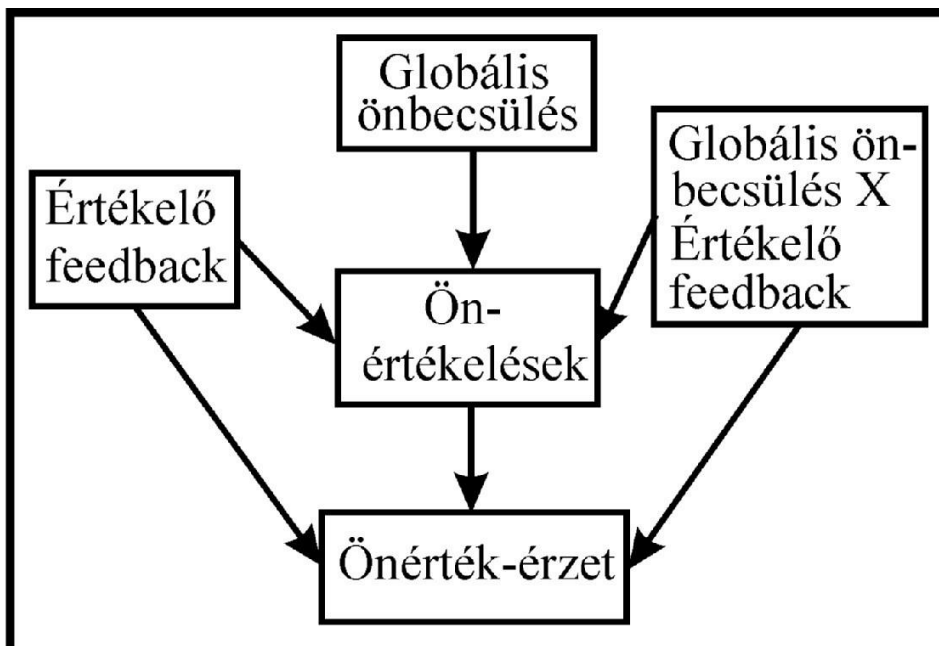 Globális
önbecsülés
Értékelő
feedback
Globális ön-
becsülés X
Értékelő
feedback
Ön-
értékelések
Önérték-érzet